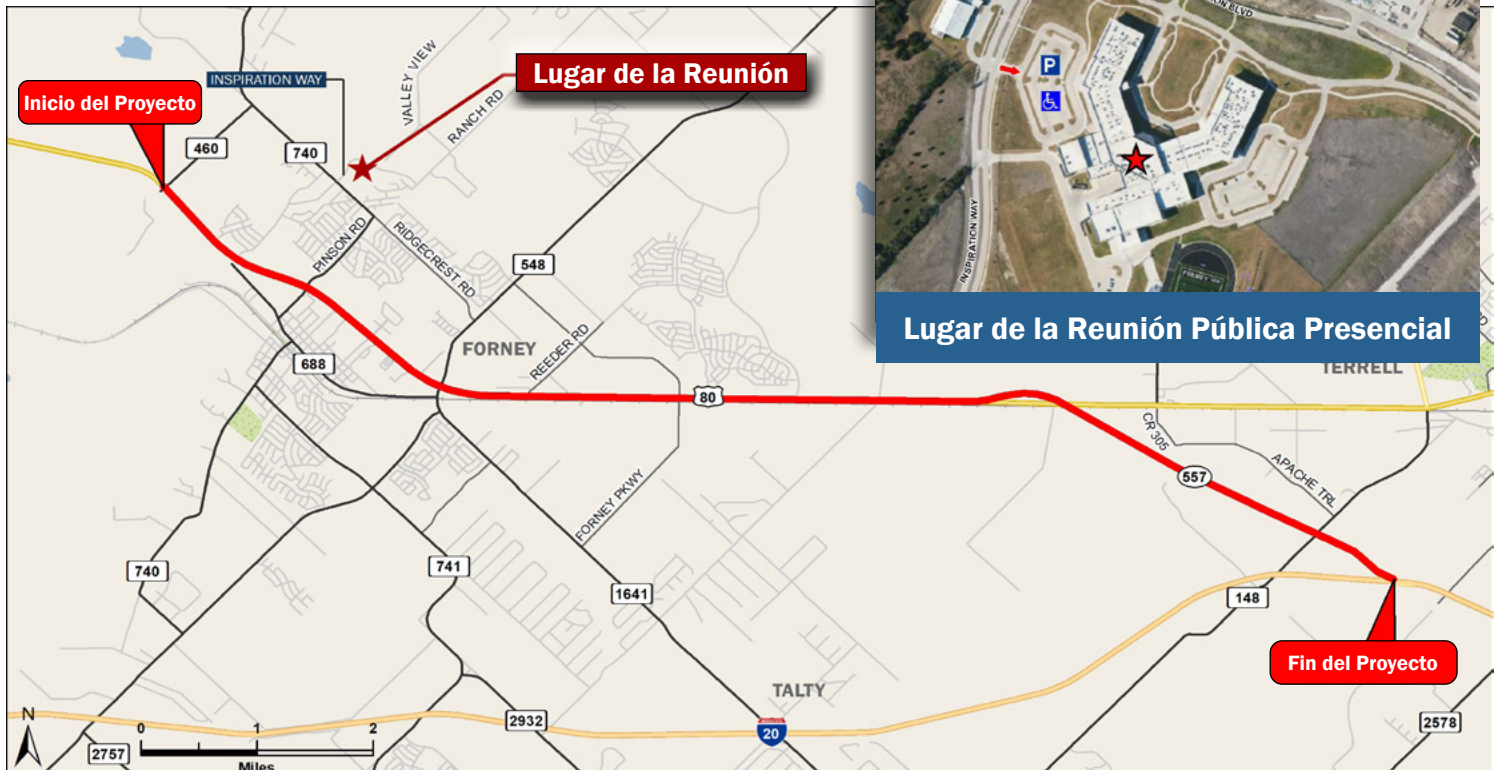 Inicio del Proyecto
INSPIRATION WAY
Lugar de la Reunión
VALLEY VIEW
RANCH RD
460
740
PINSON RD
RIDGECREST RD
548
FORNEY
REEDER RD
688
80
FORNEY PKWY
CR 305
557
APACHE TRL
TERRELL
740
741
1641
148
Fin del Proyecto
TALTY
2932
20
2578
2757
N
0 1 2
Miles
BLVD
P
INSPIRATION WAY
FORNEY
Lugar de la Reunión Pública Presencial